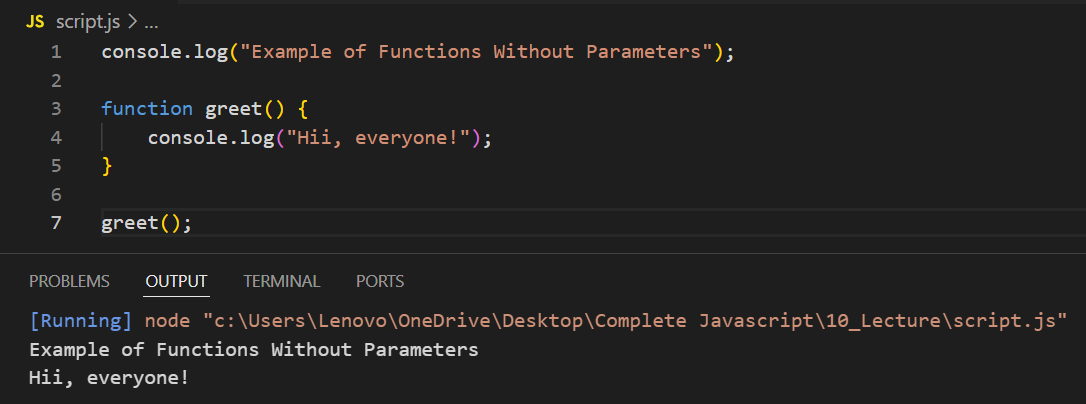 JS script.js > ...
1 console.log("Example of Functions Without Parameters");
2
3 function greet() {
4     console.log("Hii, everyone!");
5 }
6
7 greet();
PROBLEMS OUTPUT TERMINAL PORTS
[Running] node "c:\Users\Lenovo\OneDrive\Desktop\Complete Javascript\10_Lecture\script.js"
Example of Functions Without Parameters
Hii, everyone!